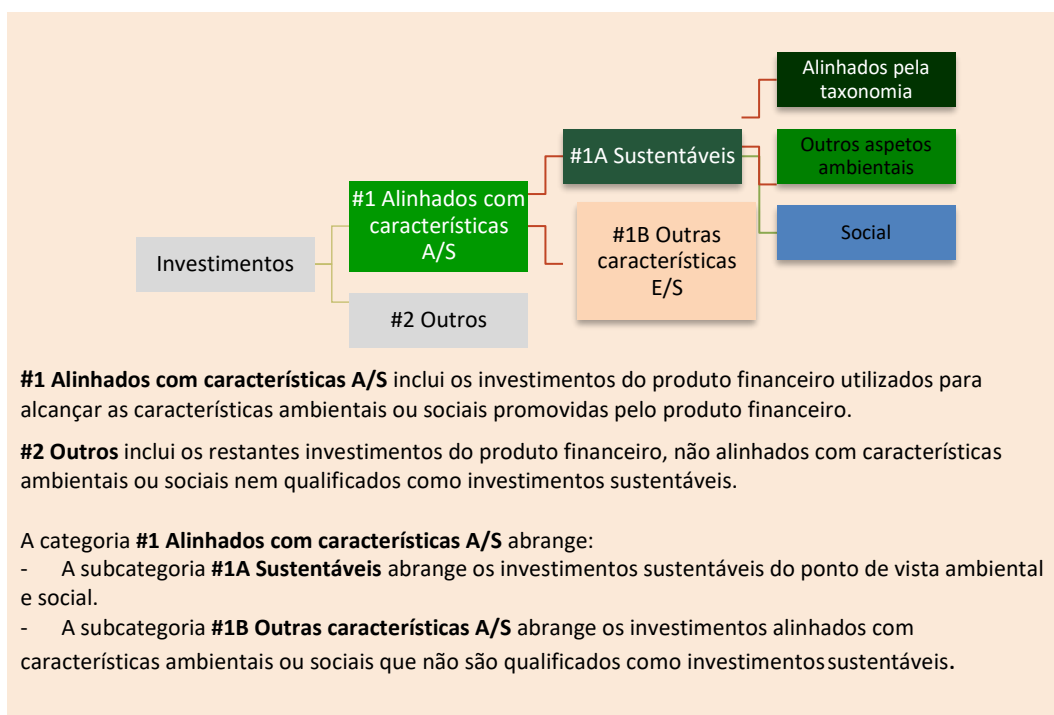 Alinhados pela
taxonomia
#1A Sustentáveis
Outros aspetos
ambientais
#1 Alinhados com
características
A/S
#1B Outras
características
E/S
Social
Investimentos
#2 Outros
#1 Alinhados com características A/S inclui os investimentos do produto financeiro utilizados para
alcançar as características ambientais ou sociais promovidas pelo produto financeiro.
#2 Outros inclui os restantes investimentos do produto financeiro, não alinhados com características
ambientais ou sociais nem qualificados como investimentos sustentáveis.
A categoria #1 Alinhados com características A/S abrange:
- A subcategoria #1A Sustentáveis abrange os investimentos sustentáveis do ponto de vista ambiental
e social.
- A subcategoria #1B Outras características A/S abrange os investimentos alinhados com
características ambientais ou sociais que não são qualificados como investimentos sustentáveis.